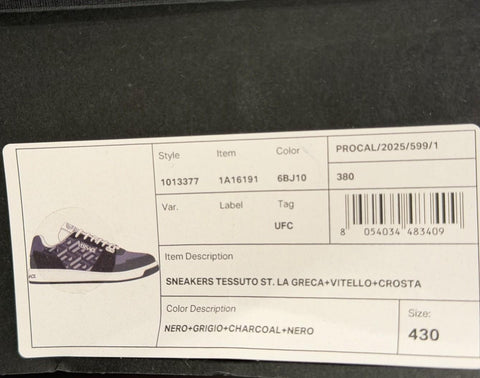 Style Item Color PROCAL/2025/599/1
1013377 1A16191 6BJ10 380
Var. Label Tag
UFC
8 054034 483409
Item Description
SNEAKERS TESSUTO ST. LA GRECA+VITELLO+CROSTA
Color Description
NERO+GRIGIO+CHARCOAL+NERO
Size:
430